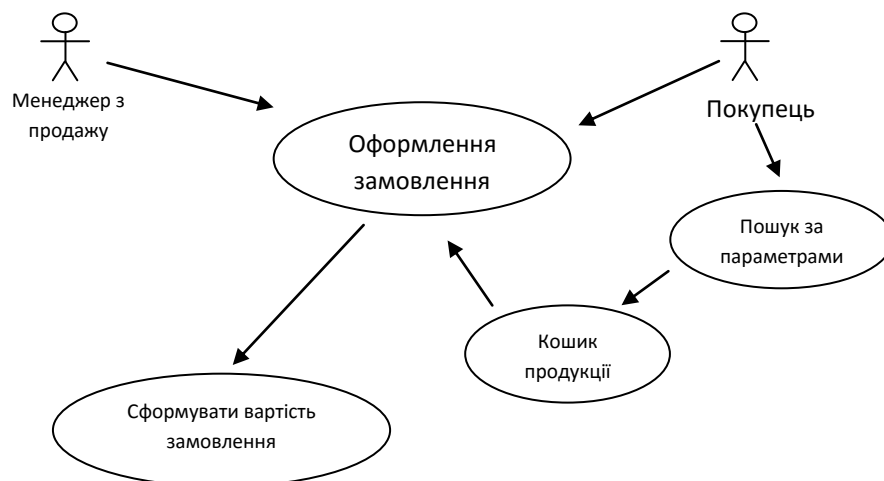 Менеджер з
продажу
Покупець
Оформлення
замовлення
Пошук за
параметрами
Кошик
продукції
Сформувати вартість
замовлення